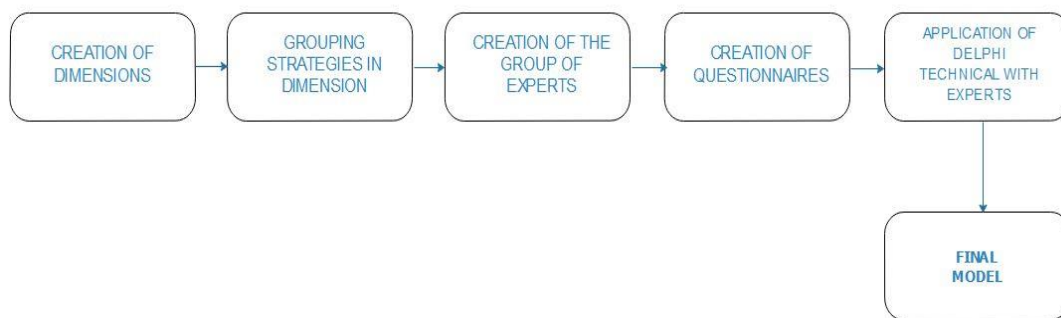 CREATION OF
DIMENSIONS
GROUPING
STRATEGIES IN
DIMENSION
CREATION OF THE
GROUP OF
EXPERTS
CREATION OF
QUESTIONNAIRES
APPLICATION OF
DELPHI
TECHNICAL WITH
EXPERTS
FINAL
MODEL